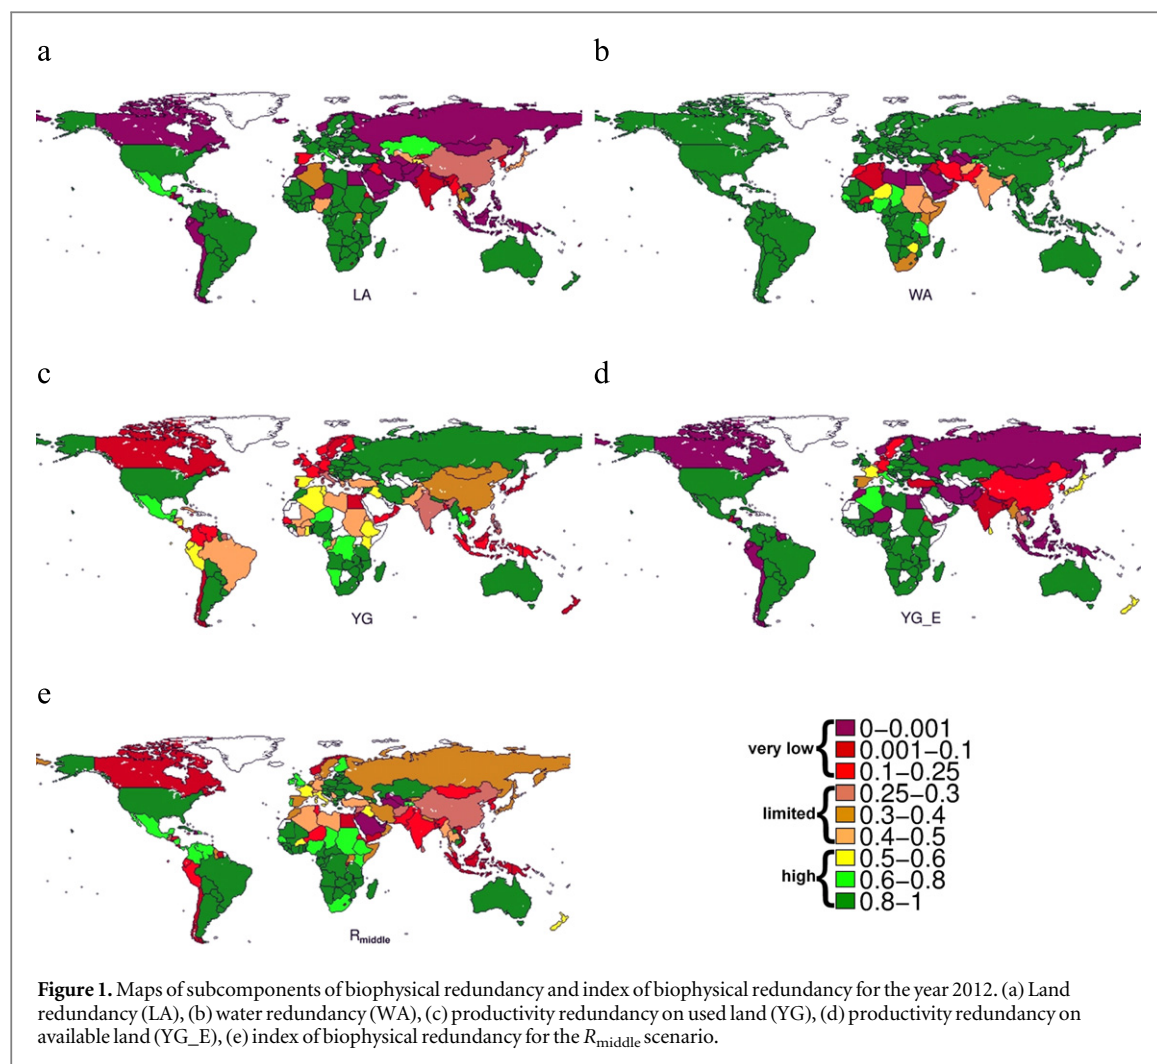 a
b
LA
WA
c
d
YG
YG_E
e
very low
0−0.001
0.001−0.1
0.1−0.25
limited
0.25−0.3
0.3−0.4
0.4−0.5
high
0.5−0.6
0.6−0.8
0.8−1
Rmiddle
Figure 1. Maps of subcomponents of biophysical redundancy and index of biophysical redundancy for the year 2012. (a) Land
redundancy (LA), (b) water redundancy (WA), (c) productivity redundancy on used land (YG), (d) productivity redundancy on
available land (YG_E), (e) index of biophysical redundancy for the Rmiddle scenario.